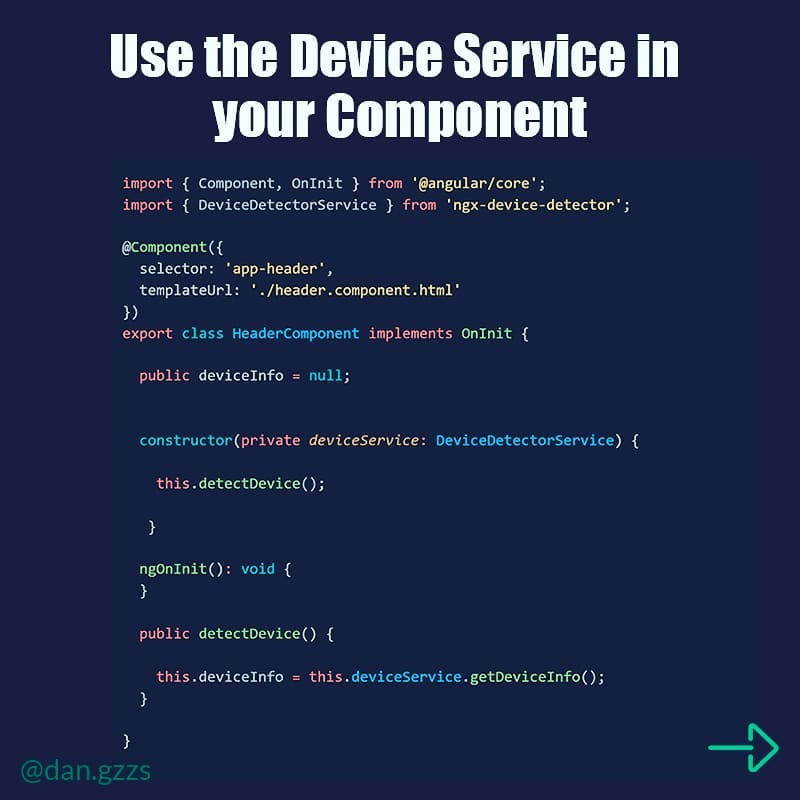 Use the Device Service in
your Component
import { Component, OnInit } from '@angular/core';
import { DeviceDetectorService } from 'ngx-device-detector';
@Component({
selector: 'app-header',
templateUrl: './header.component.html'
})
export class HeaderComponent implements OnInit {
public deviceInfo = null;
constructor(private deviceService: DeviceDetectorService) {
this.detectDevice();
}
ngOnInit(): void {
}
public detectDevice() {
this.deviceInfo = this.deviceService.getDeviceInfo();
}
}
@dan.gzzs